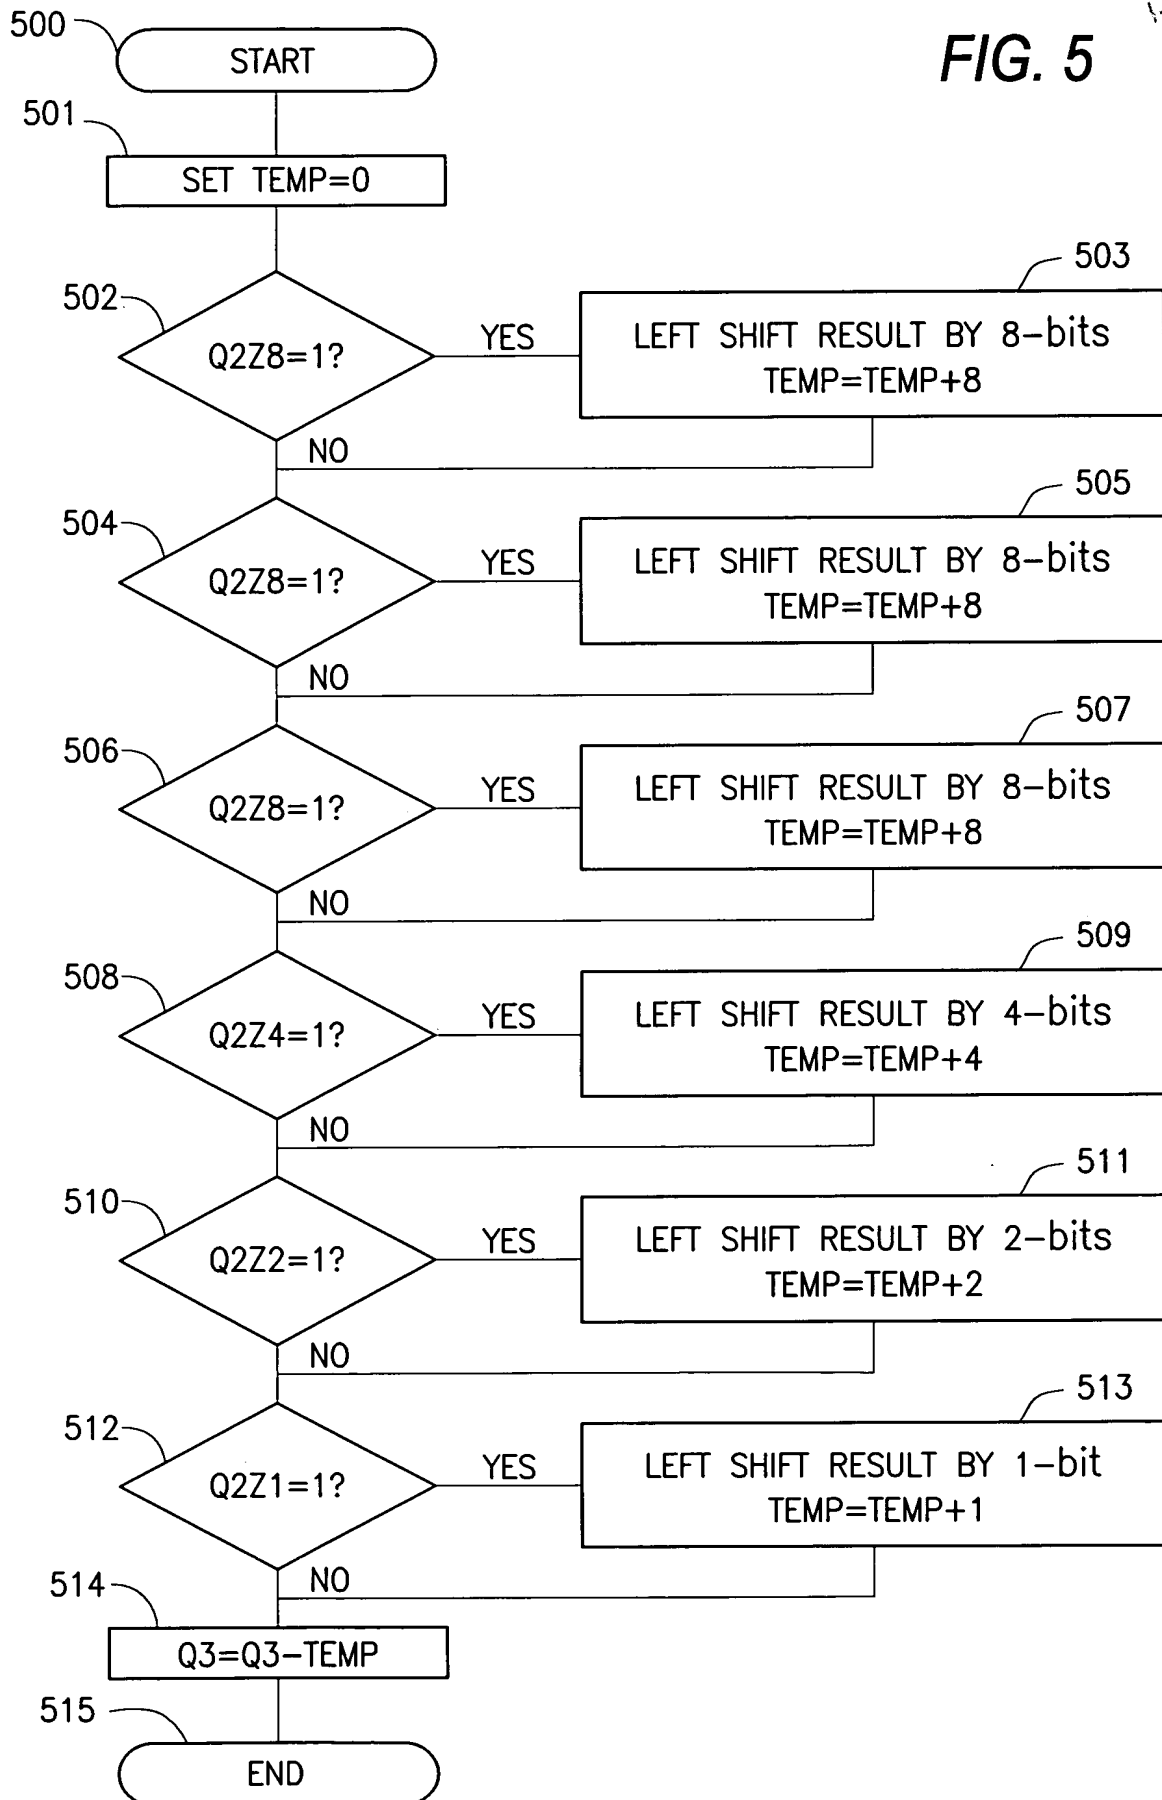 FIG. 5
500
START
501
SET TEMP=0
502
Q2Z8=1?
YES
503
LEFT SHIFT RESULT BY 8-bits
TEMP=TEMP+8
NO
504
Q2Z8=1?
YES
505
LEFT SHIFT RESULT BY 8-bits
TEMP=TEMP+8
NO
506
Q2Z8=1?
YES
507
LEFT SHIFT RESULT BY 8-bits
TEMP=TEMP+8
NO
508
Q2Z4=1?
YES
509
LEFT SHIFT RESULT BY 4-bits
TEMP=TEMP+4
NO
510
Q2Z2=1?
YES
511
LEFT SHIFT RESULT BY 2-bits
TEMP=TEMP+2
NO
512
Q2Z1=1?
YES
513
LEFT SHIFT RESULT BY 1-bit
TEMP=TEMP+1
NO
514
Q3=Q3-TEMP
515
END